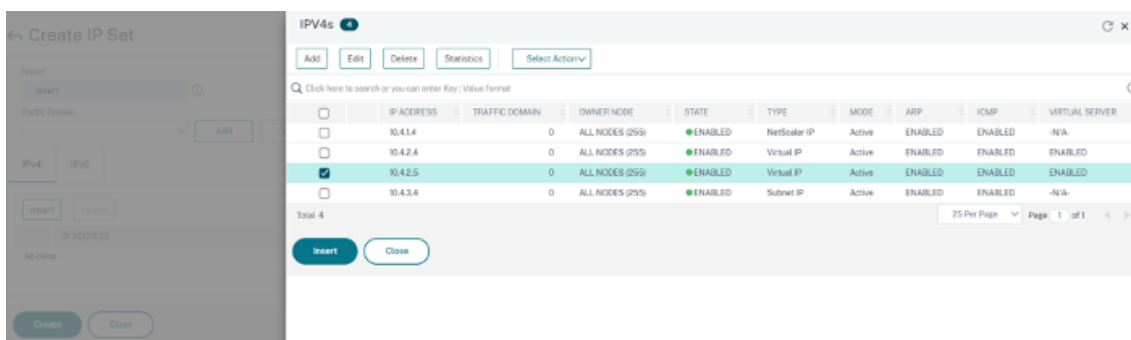 Create IP Set
Name*
ipset1
Traffic Domain
Add
IPv4 IPv6
Insert Delete
IP ADDRESS
No items
Create Close
IPV4s 4
Add Edit Delete Statistics Select Action
Click here to search or you can enter Key : Value format
IP ADDRESS TRAFFIC DOMAIN OWNER NODE STATE TYPE MODE ARP ICMP VIRTUAL SERVER
10.4.1.4 0 ALL NODES (255) ENABLED NetScaler IP Active ENABLED ENABLED -N/A-
10.4.2.4 0 ALL NODES (255) ENABLED Virtual IP Active ENABLED ENABLED ENABLED
10.4.2.5 0 ALL NODES (255) ENABLED Virtual IP Active ENABLED ENABLED ENABLED
10.4.3.4 0 ALL NODES (255) ENABLED Subnet IP Active ENABLED ENABLED -N/A-
Total 4
25 Per Page Page 1 of 1
Insert Close